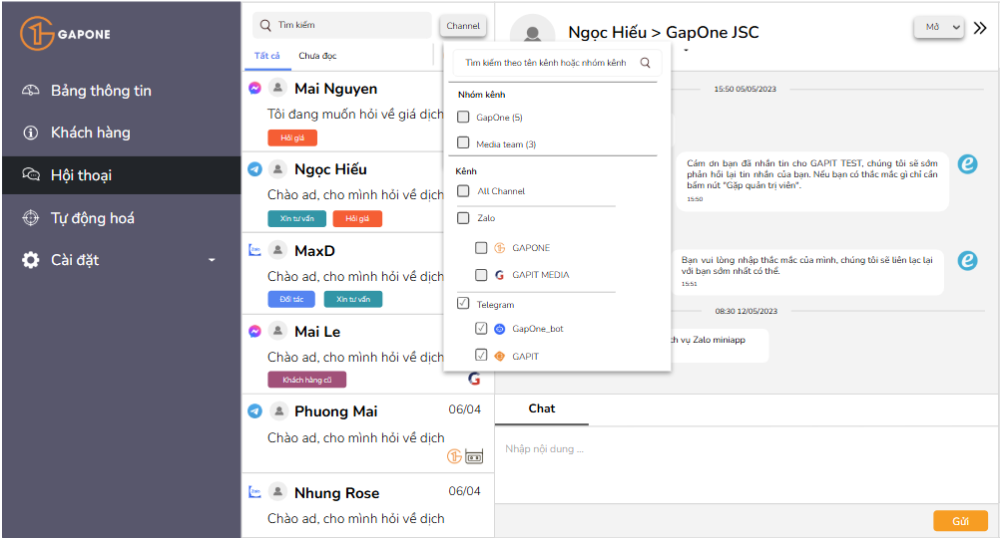 GAPONE
Bảng thông tin
Khách hàng
Hội thoại
Tự động hoá
Cài đặt
Tìm kiếm
Channel
Tất cả
Chưa đọc
Mai Nguyen
Tôi đang muốn hỏi về giá dịch
Hỏi giá
Ngọc Hiếu
Chào ad, cho mình hỏi về dịch
Xin tư vấn
Hỏi giá
MaxD
Chào ad, cho mình hỏi về dịch
Đối tác
Xin tư vấn
Mai Le
Chào ad, cho mình hỏi về dịch
Khách hàng cũ
Phuong Mai
06/04
Chào ad, cho mình hỏi về dịch
Zalo
Nhung Rose
06/04
Chào ad, cho mình hỏi về dịch
Tìm kiếm theo tên kênh hoặc nhóm kênh
Nhóm kênh
GapOne (5)
Media team (3)
Kênh
All Channel
Zalo
GAPONE
GAPIT MEDIA
Telegram
GapOne_bot
GAPIT
Ngọc Hiếu > GapOne JSC
Mở
15:50 05/05/2023
Cảm ơn bạn đã nhắn tin cho GAPIT TEST, chúng tôi sẽ sớm
phản hồi lại tin nhắn của bạn. Nếu bạn có thắc mắc gì chỉ cần
bấm nút "Gặp quản trị viên".
15:50
Bạn vui lòng nhập thắc mắc của mình, chúng tôi sẽ liên lạc lại
với bạn sớm nhất có thể.
15:51
08:30 12/05/2023
ch vụ Zalo miniapp
Chat
Nhập nội dung ...
Gửi